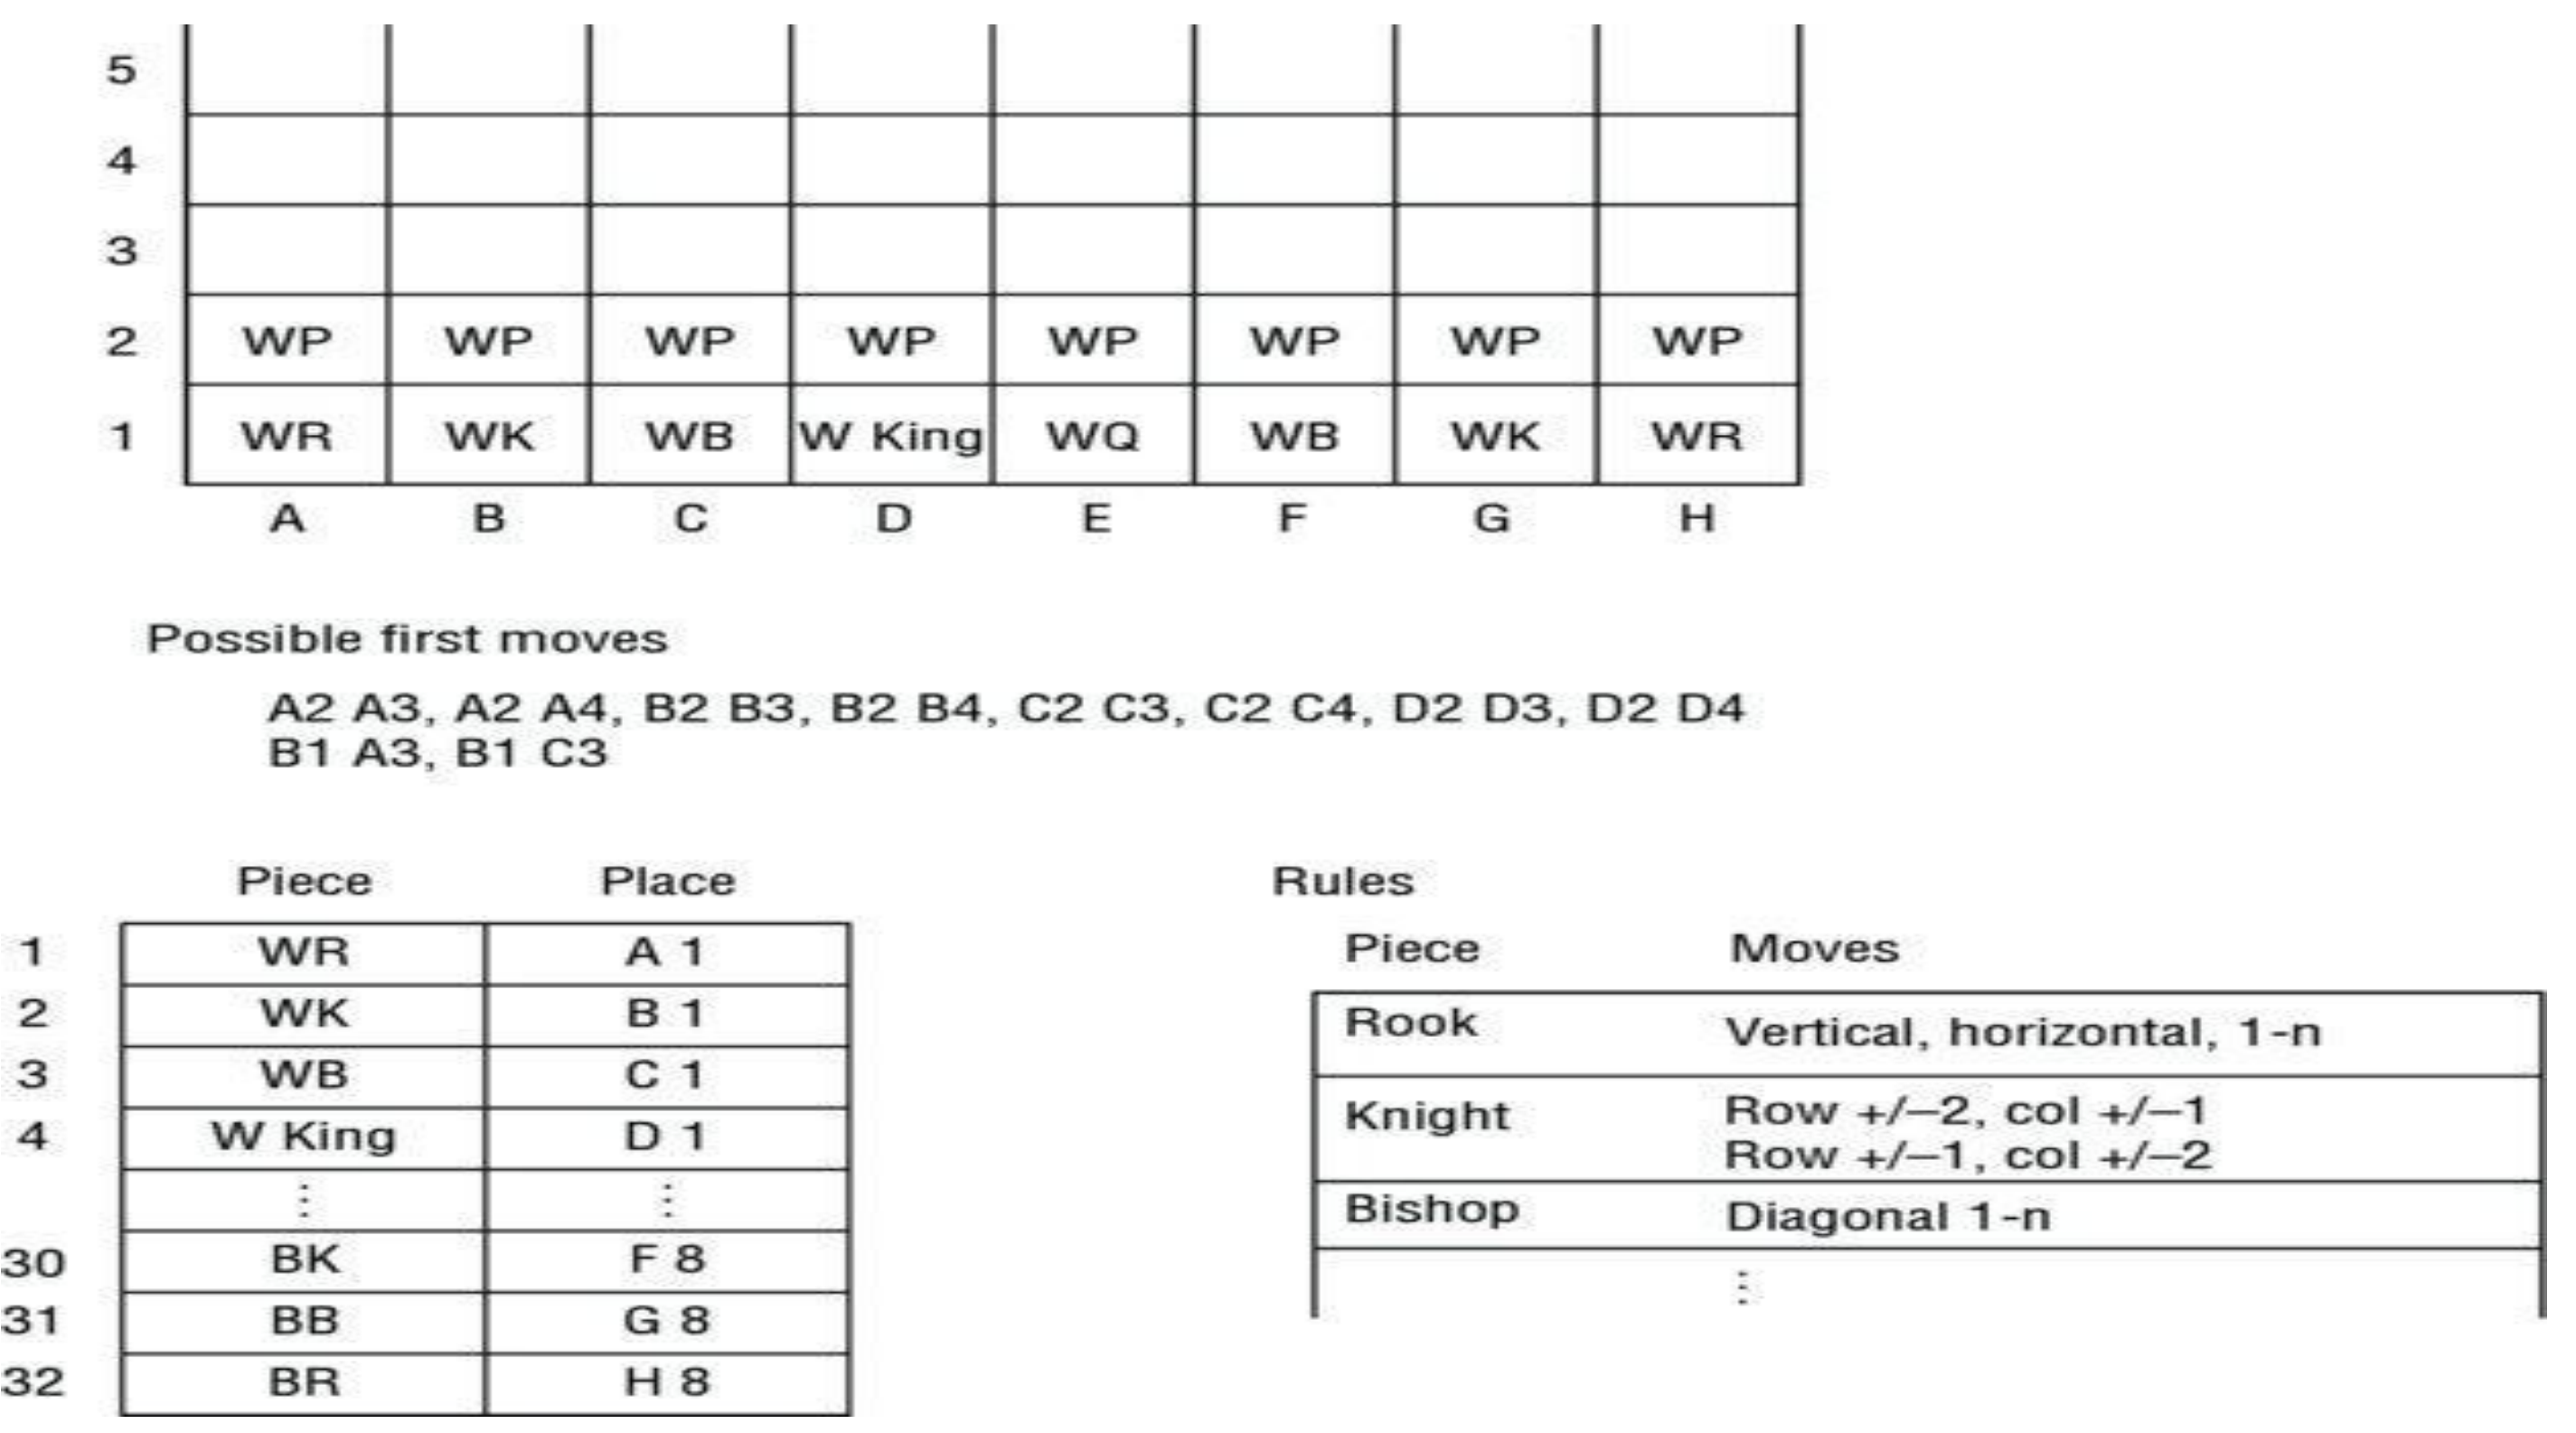 5
4
3
2 WP WP WP WP WP WP WP WP
1 WR WK WB W King WQ WB WK WR
A B C D E F G H
Possible first moves
A2 A3, A2 A4, B2 B3, B2 B4, C2 C3, C2 C4, D2 D3, D2 D4
B1 A3, B1 C3
Piece Place
1 WR A 1
2 WK B 1
3 WB C 1
4 W King D 1
⋮ ⋮
30 BK F 8
31 BB G 8
32 BR H 8
Rules
Piece Moves
Rook Vertical, horizontal, 1-n
Knight Row +/–2, col +/–1
Row +/–1, col +/–2
Bishop Diagonal 1-n
⋮